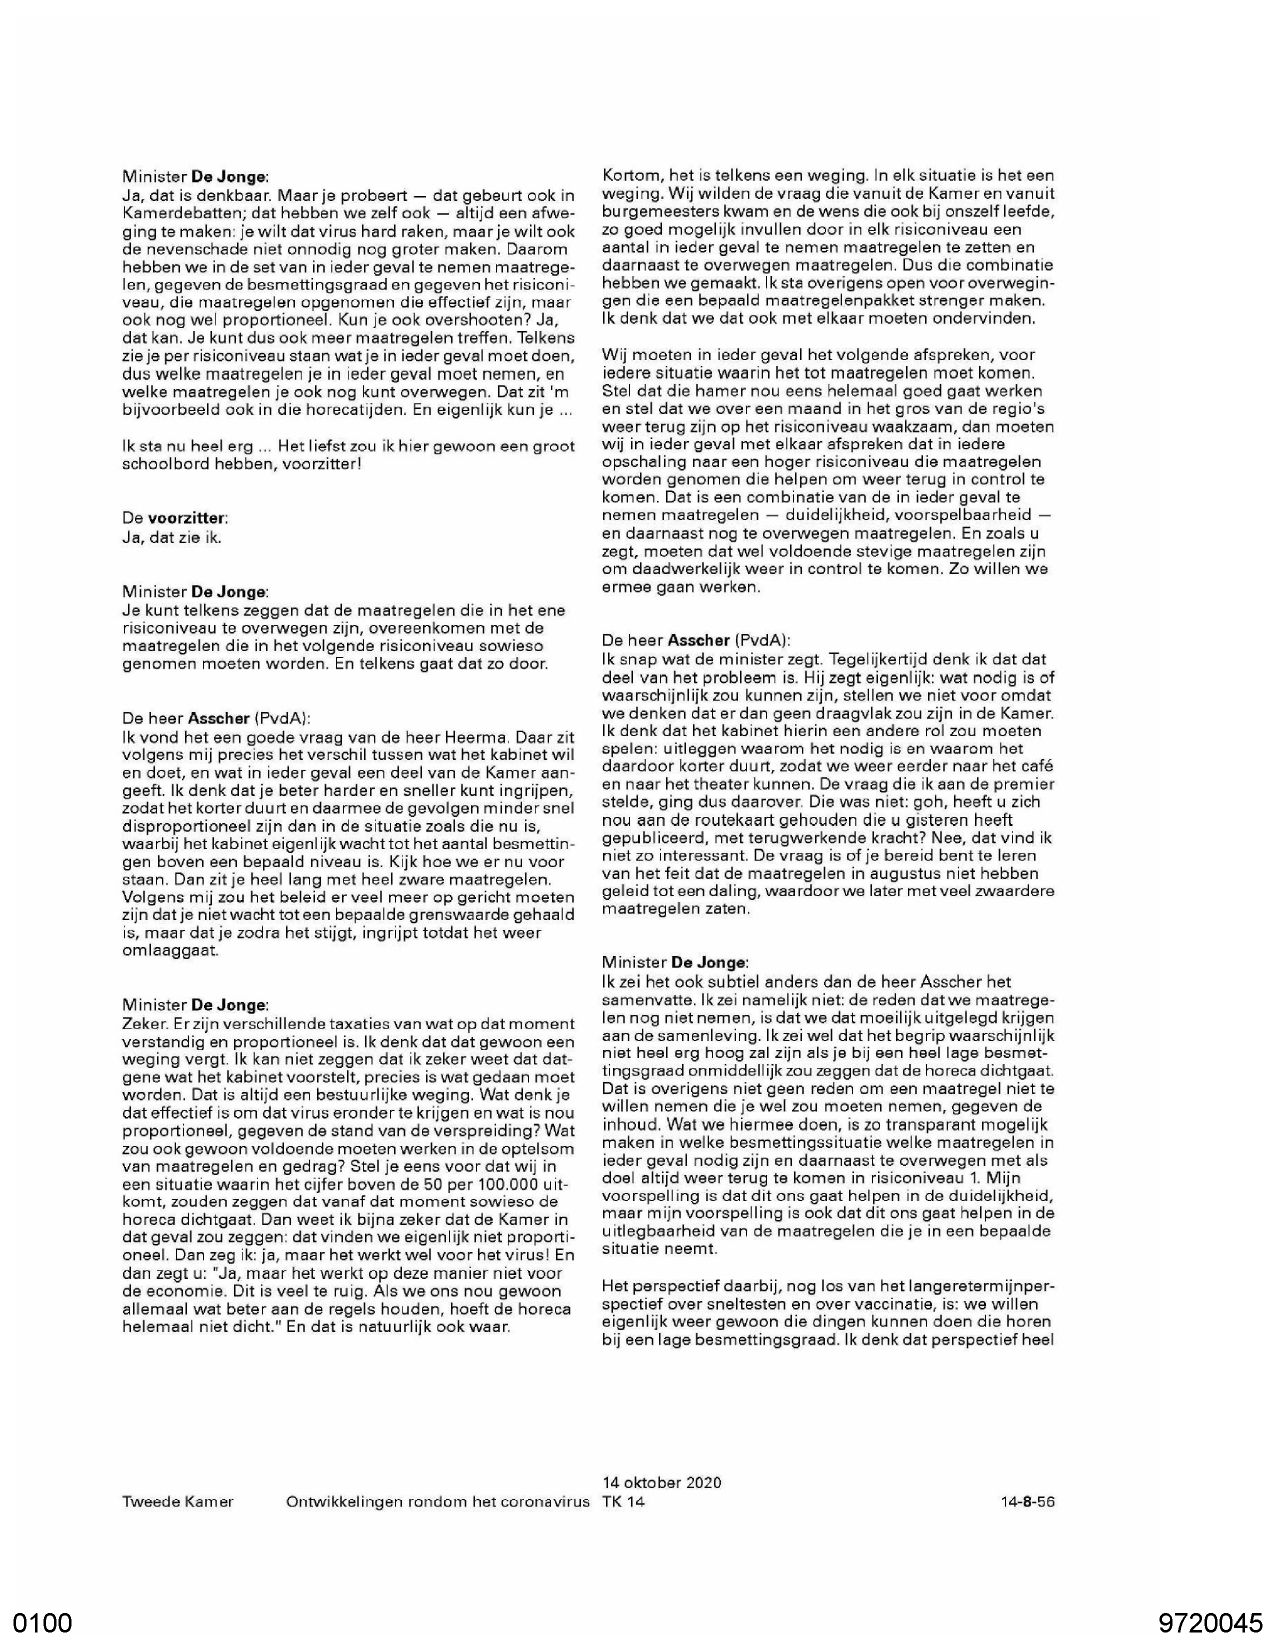 Minister De Jonge:
Ja, dat is denkbaar. Maar je probeert — dat gebeurt ook in
Kamerdebatten; dat hebben we zelf ook — altijd een afwe-
ging te maken: je wilt dat virus hard raken, maar je wilt ook
de nevenschade niet onnodig nog groter maken. Daarom
hebben we in de set van in ieder geval te nemen maatrege-
len, gegeven de besmettingsgraad en gegeven het risiconi-
veau, die maatregelen opgenomen die effectief zijn, maar
ook nog wel proportioneel. Kun je ook overshooten? Ja,
dat kan. Je kunt dus ook meer maatregelen treffen. Telkens
zie je per risiconiveau staan wat je in ieder geval moet doen,
dus welke maatregelen je in ieder geval moet nemen, en
welke maatregelen je ook nog kunt overwegen. Dat zit 'm
bijvoorbeeld ook in die horecatijden. En eigenlijk kun je ...
Ik sta nu heel erg ... Het liefst zou ik hier gewoon een groot
schoolbord hebben, voorzitter!
De voorzitter:
Ja, dat zie ik.
Minister De Jonge:
Je kunt telkens zeggen dat de maatregelen die in het ene
risiconiveau te overwegen zijn, overeenkomen met de
maatregelen die in het volgende risiconiveau sowieso
genomen moeten worden. En telkens gaat dat zo door.
De heer Asscher (PvdA):
Ik vond het een goede vraag van de heer Heerma. Daar zit
volgens mij precies het verschil tussen wat het kabinet wil
en doet, en wat in ieder geval een deel van de Kamer aan-
geeft. Ik denk dat je beter harder en sneller kunt ingrijpen,
zodat het korter duurt en daarmee de gevolgen minder snel
disproportioneel zijn dan in de situatie zoals die nu is,
waarbij het kabinet eigenlijk wacht tot het aantal besmettin-
gen boven een bepaald niveau is. Kijk hoe we er nu voor
staan. Dan zit je heel lang met heel zware maatregelen.
Volgens mij zou het beleid er veel meer op gericht moeten
zijn dat je niet wacht tot een bepaalde grenswaarde gehaald
is, maar dat je zodra het stijgt, ingrijpt totdat het weer
omlaaggaat.
Minister De Jonge:
Zeker. Er zijn verschillende taxaties van wat op dat moment
verstandig en proportioneel is. Ik denk dat dat gewoon een
weging vergt. Ik kan niet zeggen dat ik zeker weet dat dat-
gene wat het kabinet voorstelt, precies is wat gedaan moet
worden. Dat is altijd een bestuurlijke weging. Wat denk je
dat effectief is om dat virus eronder te krijgen en wat is nou
proportioneel, gegeven de stand van de verspreiding? Wat
zou ook gewoon voldoende moeten werken in de optelsom
van maatregelen en gedrag? Stel je eens voor dat wij in
een situatie waarin het cijfer boven de 50 per 100.000 uit-
komt, zouden zeggen dat vanaf dat moment sowieso de
horeca dichtgaat. Dan weet ik bijna zeker dat de Kamer in
dat geval zou zeggen: dat vinden we eigenlijk niet proporti-
oneel. Dan zeg ik: ja, maar het werkt wel voor het virus! En
dan zegt u: "Ja, maar het werkt op deze manier niet voor
de economie. Dit is veel te ruig. Als we ons nou gewoon
allemaal wat beter aan de regels houden, hoeft de horeca
helemaal niet dicht." En dat is natuurlijk ook waar.
Kortom, het is telkens een weging. In elk situatie is het een
weging. Wij wilden de vraag die vanuit de Kamer en vanuit
burgemeesters kwam en de wens die ook bij onszelf leefde,
zo goed mogelijk invullen door in elk risiconiveau een
aantal in ieder geval te nemen maatregelen te zetten en
daarnaast te overwegen maatregelen. Dus die combinatie
hebben we gemaakt. Ik sta overigens open voor overwegin-
gen die een bepaald maatregelenpakket strenger maken.
Ik denk dat we dat ook met elkaar moeten ondervinden.
Wij moeten in ieder geval het volgende afspreken, voor
iedere situatie waarin het tot maatregelen moet komen.
Stel dat die hamer nou eens helemaal goed gaat werken
en stel dat we over een maand in het gros van de regio's
weer terug zijn op het risiconiveau waakzaam, dan moeten
wij in ieder geval met elkaar afspreken dat in iedere
opschaling naar een hoger risiconiveau die maatregelen
worden genomen die helpen om weer terug in control te
komen. Dat is een combinatie van de in ieder geval te
nemen maatregelen — duidelijkheid, voorspelbaarheid —
en daarnaast nog te overwegen maatregelen. En zoals u
zegt, moeten dat wel voldoende stevige maatregelen zijn
om daadwerkelijk weer in control te komen. Zo willen we
ermee gaan werken.
De heer Asscher (PvdA):
Ik snap wat de minister zegt. Tegelijkertijd denk ik dat dat
deel van het probleem is. Hij zegt eigenlijk: wat nodig is of
waarschijnlijk zou kunnen zijn, stellen we niet voor omdat
we denken dat er dan geen draagvlak zou zijn in de Kamer.
Ik denk dat het kabinet hierin een andere rol zou moeten
spelen: uitleggen waarom het nodig is en waarom het
daardoor korter duurt, zodat we weer eerder naar het café
en naar het theater kunnen. De vraag die ik aan de premier
stelde, ging dus daarover. Die was niet: goh, heeft u zich
nou aan de routekaart gehouden die u gisteren heeft
gepubliceerd, met terugwerkende kracht? Nee, dat vind ik
niet zo interessant. De vraag is of je bereid bent te leren
van het feit dat de maatregelen in augustus niet hebben
geleid tot een daling, waardoor we later met veel zwaardere
maatregelen zaten.
Minister De Jonge:
Ik zei het ook subtiel anders dan de heer Asscher het
samenvatte. Ik zei namelijk niet: de reden dat we maatrege-
len nog niet nemen, is dat we dat moeilijk uitgelegd krijgen
aan de samenleving. Ik zei wel dat het begrip waarschijnlijk
niet heel erg hoog zal zijn als je bij een heel lage besmet-
tingsgraad onmiddellijk zou zeggen dat de horeca dichtgaat.
Dat is overigens niet geen reden om een maatregel niet te
willen nemen die je wel zou moeten nemen, gegeven de
inhoud. Wat we hiermee doen, is zo transparant mogelijk
maken in welke besmettingssituatie welke maatregelen in
ieder geval nodig zijn en daarnaast te overwegen met als
doel altijd weer terug te komen in risiconiveau 1. Mijn
voorspelling is dat dit ons gaat helpen in de duidelijkheid,
maar mijn voorspelling is ook dat dit ons gaat helpen in de
uitlegbaarheid van de maatregelen die je in een bepaalde
situatie neemt.
Het perspectief daarbij, nog los van het langeretermijnper-
spectief over sneltesten en over vaccinatie, is: we willen
eigenlijk weer gewoon die dingen kunnen doen die horen
bij een lage besmettingsgraad. Ik denk dat perspectief heel
14 oktober 2020
Tweede Kamer Ontwikkelingen rondom het coronavirus TK 14 14-8-56
0100 9720045